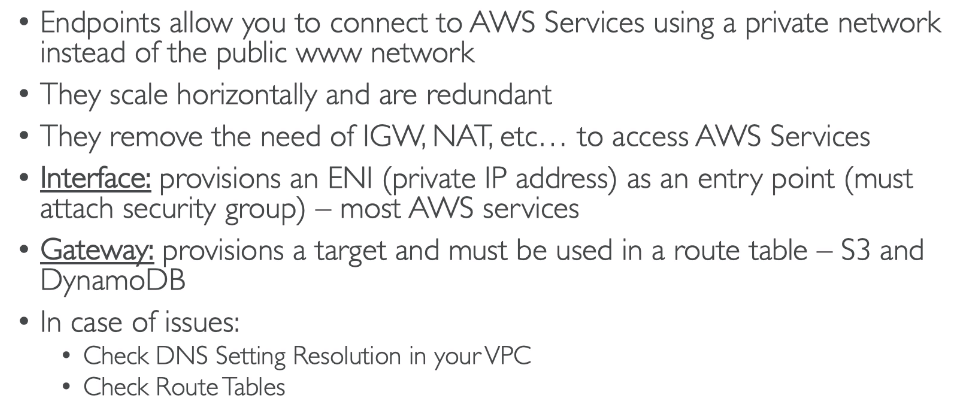 • Endpoints allow you to connect to AWS Services using a private network
instead of the public www network
• They scale horizontally and are redundant
• They remove the need of IGW, NAT, etc… to access AWS Services
• Interface: provisions an ENI (private IP address) as an entry point (must
attach security group) – most AWS services
• Gateway: provisions a target and must be used in a route table – S3 and
DynamoDB
• In case of issues:
• Check DNS Setting Resolution in your VPC
• Check Route Tables